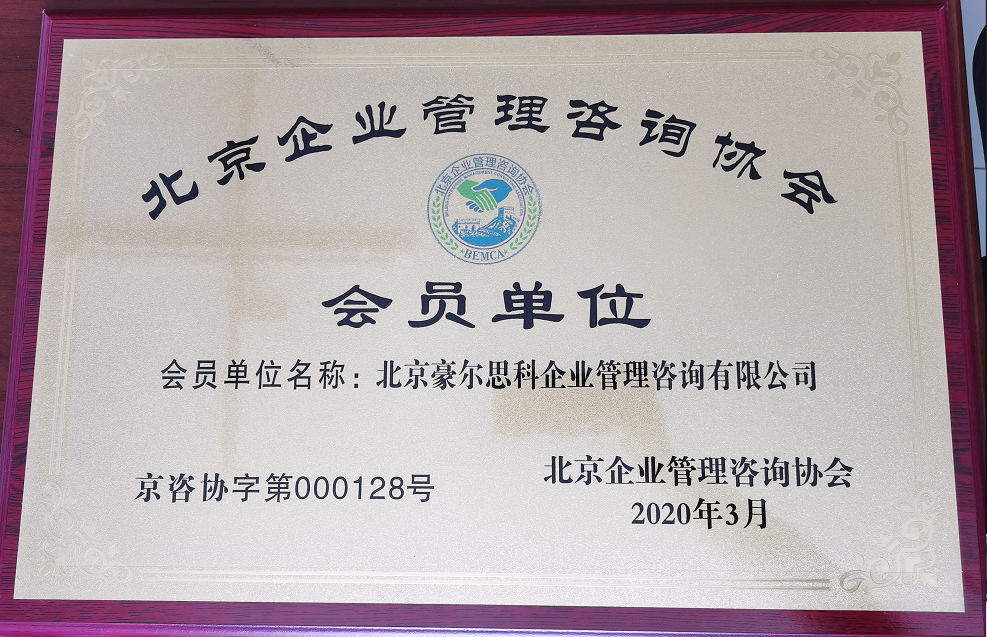 北京企业管理咨询协会
北京企业管理咨询协会
BEMCA
会员单位
会员单位名称：北京豪尔思科企业管理咨询有限公司
京咨协字第000128号
北京企业管理咨询协会
2020年3月